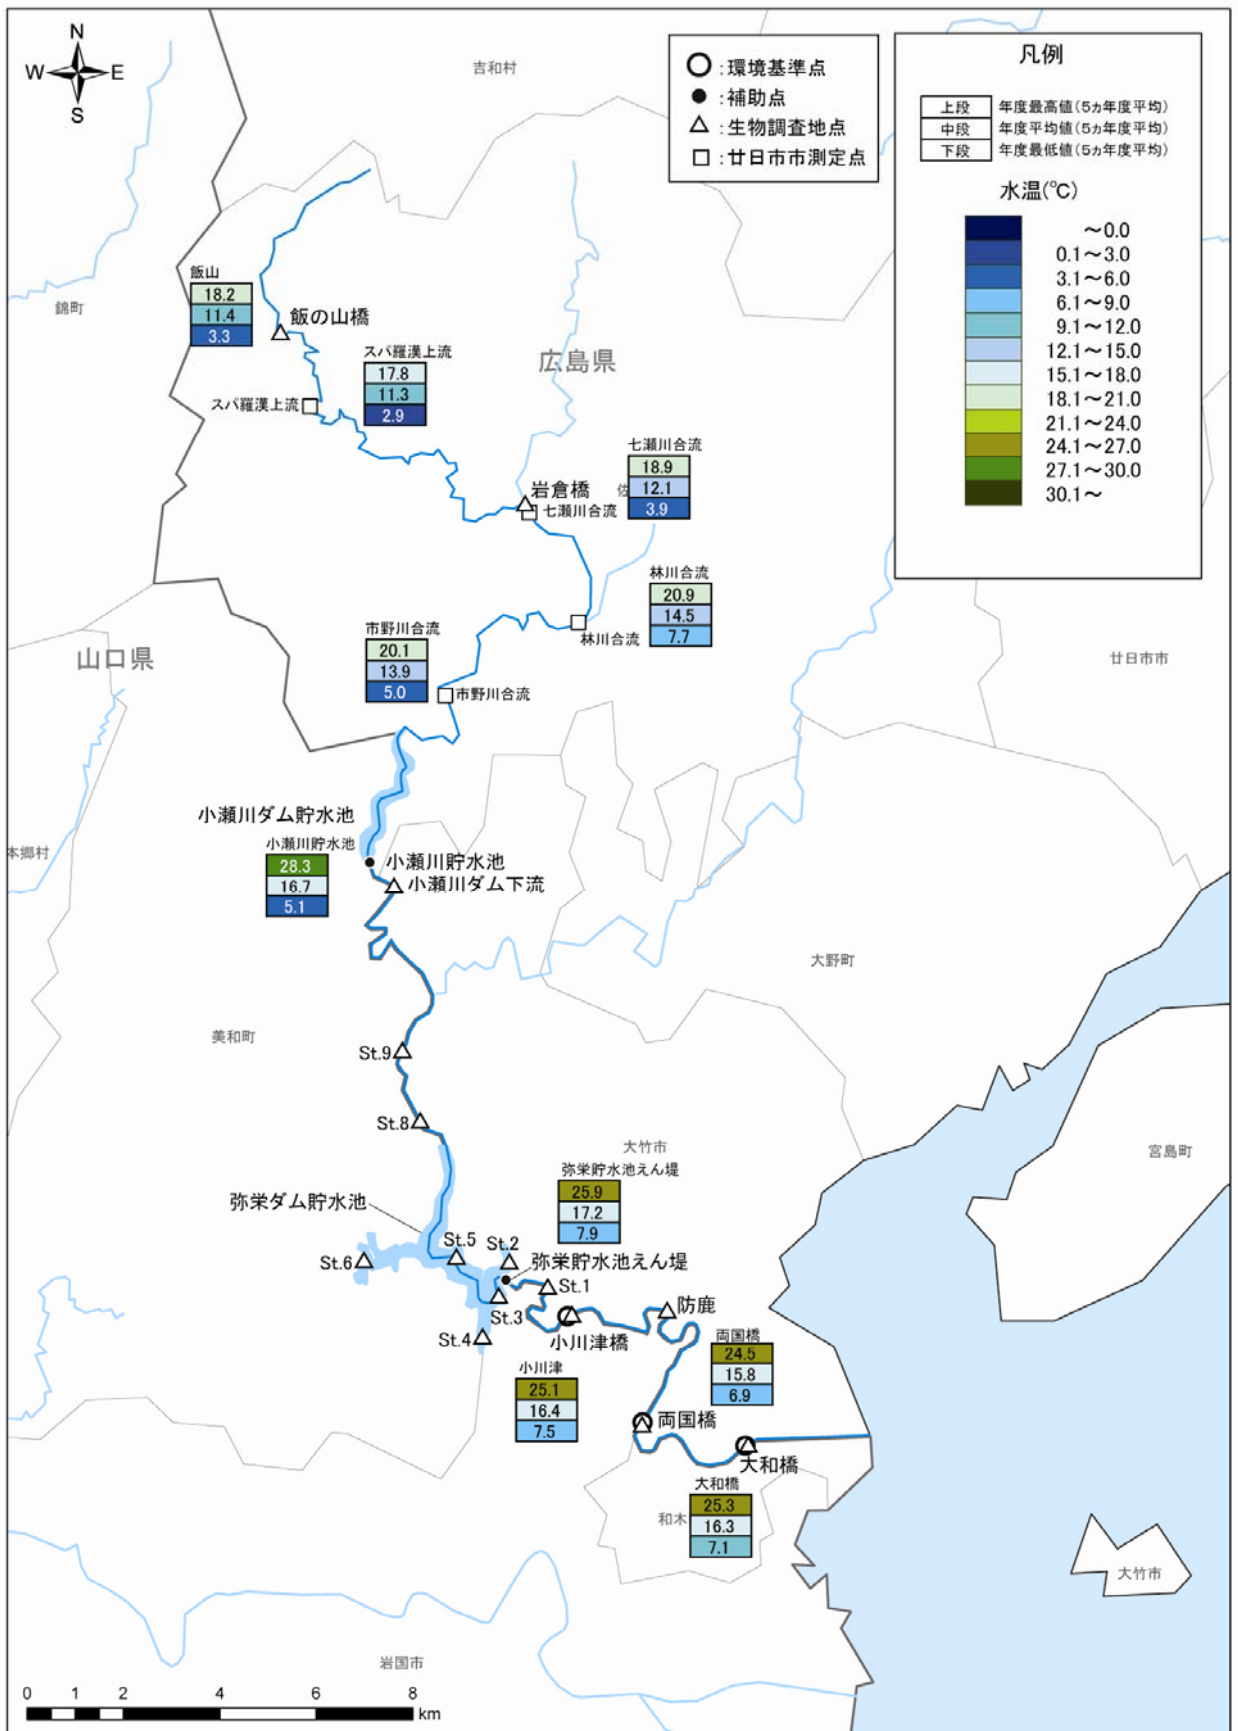 N
W
E
S
吉和村
○:環境基準点
●:補助点
△:生物調査地点
□:廿日市市測定点
凡例
上段 年度最高値(5ヵ年度平均)
中段 年度平均値(5ヵ年度平均)
下段 年度最低値(5ヵ年度平均)
水温(℃)
～0.0
0.1～3.0
3.1～6.0
6.1～9.0
9.1～12.0
12.1～15.0
15.1～18.0
18.1～21.0
21.1～24.0
24.1～27.0
27.1～30.0
30.1～
錦町
飯山
18.2
11.4
3.3
飯の山橋
スパ羅漢上流
17.8
11.3
2.9
スパ羅漢上流
広島県
七瀬川合流
18.9
12.1
3.9
岩倉橋
佐
七瀬川合流
林川合流
20.9
14.5
7.7
林川合流
市野川合流
20.1
13.9
5.0
市野川合流
山口県
廿日市市
小瀬川ダム貯水池
小瀬川貯水池
28.3
16.7
5.1
本郷村
小瀬川貯水池
小瀬川ダム下流
大野町
美和町
St.9
St.8
大竹市
宮島町
弥栄貯水池えん堤
25.9
17.2
7.9
弥栄ダム貯水池
St.5
St.2
St.6
弥栄貯水池えん堤
St.1
St.3
St.4
小川津橋
防鹿
両国橋
24.5
15.8
6.9
小川津
25.1
16.4
7.5
両国橋
大和橋
大和橋
25.3
16.3
7.1
和木
大竹市
岩国市
0 1 2 4 6 8
km